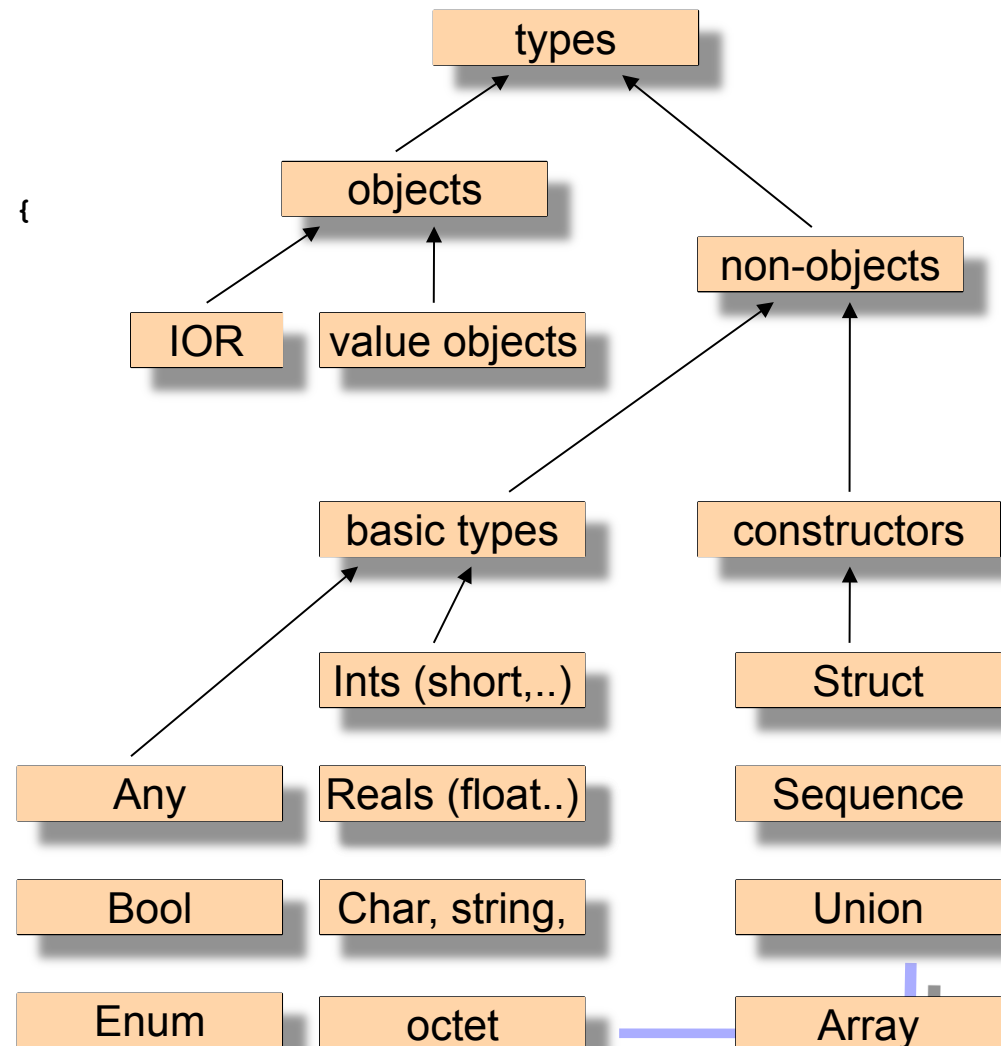 types
objects
{
non-objects
IOR
value objects
basic types
constructors
Ints (short,..)
Struct
Any
Reals (float..)
Sequence
Bool
Char, string,
Union
Enum
octet
Array